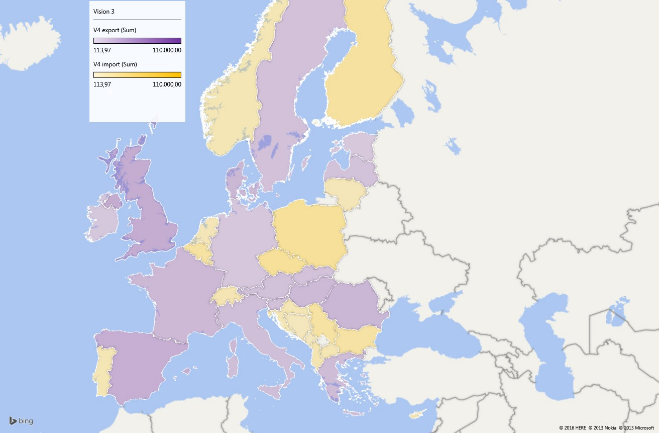 Vision 3
V4 export (Sum)
113,97 110.000,00
V4 import (Sum)
113,97 110.000,00
bing
© 2016 HERE © 2013 Nokia © 2015 Microsoft